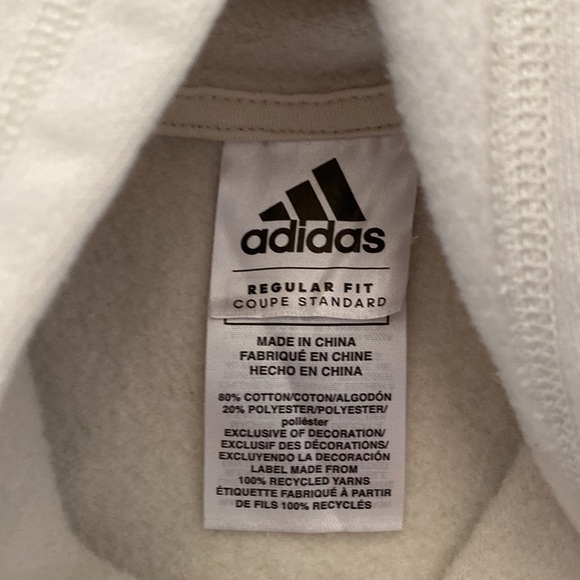 adidas
REGULAR FIT
COUPE STANDARD
MADE IN CHINA
FABRIQUÉ EN CHINE
HECHO EN CHINA
80% COTTON/COTON/ALGODÓN
20% POLYESTER/POLYESTER/
poliéster
EXCLUSIVE OF DECORATION/
EXCLUSIF DES DÉCORATIONS/
EXCLUYENDO LA DECORACIÓN
LABEL MADE FROM
100% RECYCLED YARNS
ÉTIQUETTE FABRIQUÉ À PARTIR
DE FILS 100% RECYCLÉS